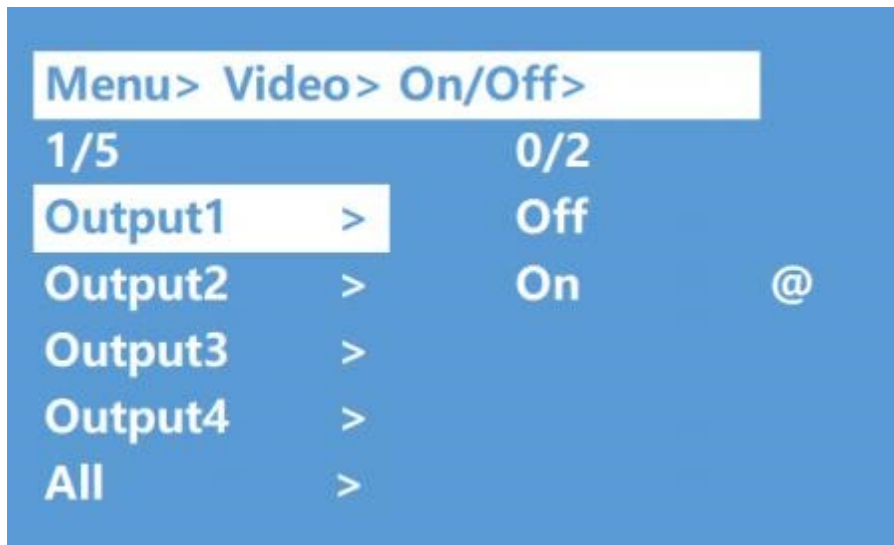 Menu> Video> On/Off>
1/5 0/2
Output1 > Off
Output2 > On @
Output3 >
Output4 >
All >